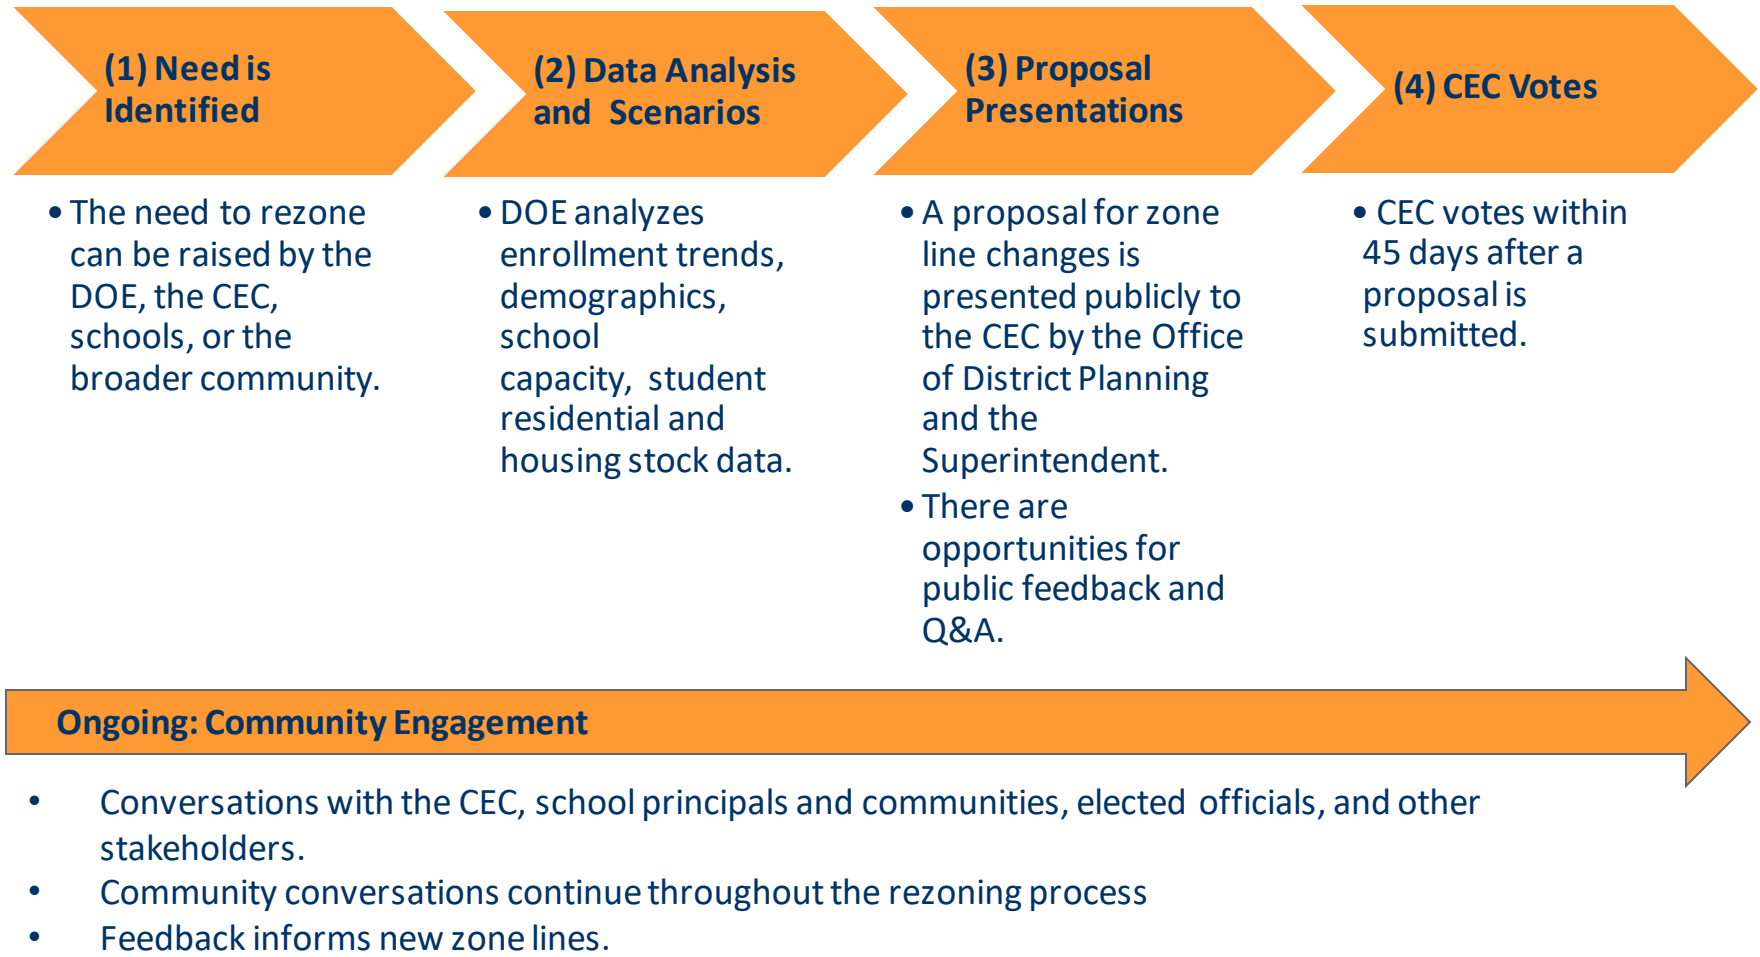 (1) Need is
Identified
• The need to rezone
can be raised by the
DOE, the CEC,
schools, or the
broader community.
(2) Data Analysis
and Scenarios
• DOE analyzes
enrollment trends,
demographics,
school
capacity, student
residential and
housing stock data.
(3) Proposal
Presentations
• A proposal for zone
line changes is
presented publicly to
the CEC by the Office
of District Planning
and the
Superintendent.
• There are
opportunities for
public feedback and
Q&A.
(4) CEC Votes
• CEC votes within
45 days after a
proposal is
submitted.
Ongoing: Community Engagement
• Conversations with the CEC, school principals and communities, elected officials, and other
stakeholders.
• Community conversations continue throughout the rezoning process
• Feedback informs new zone lines.